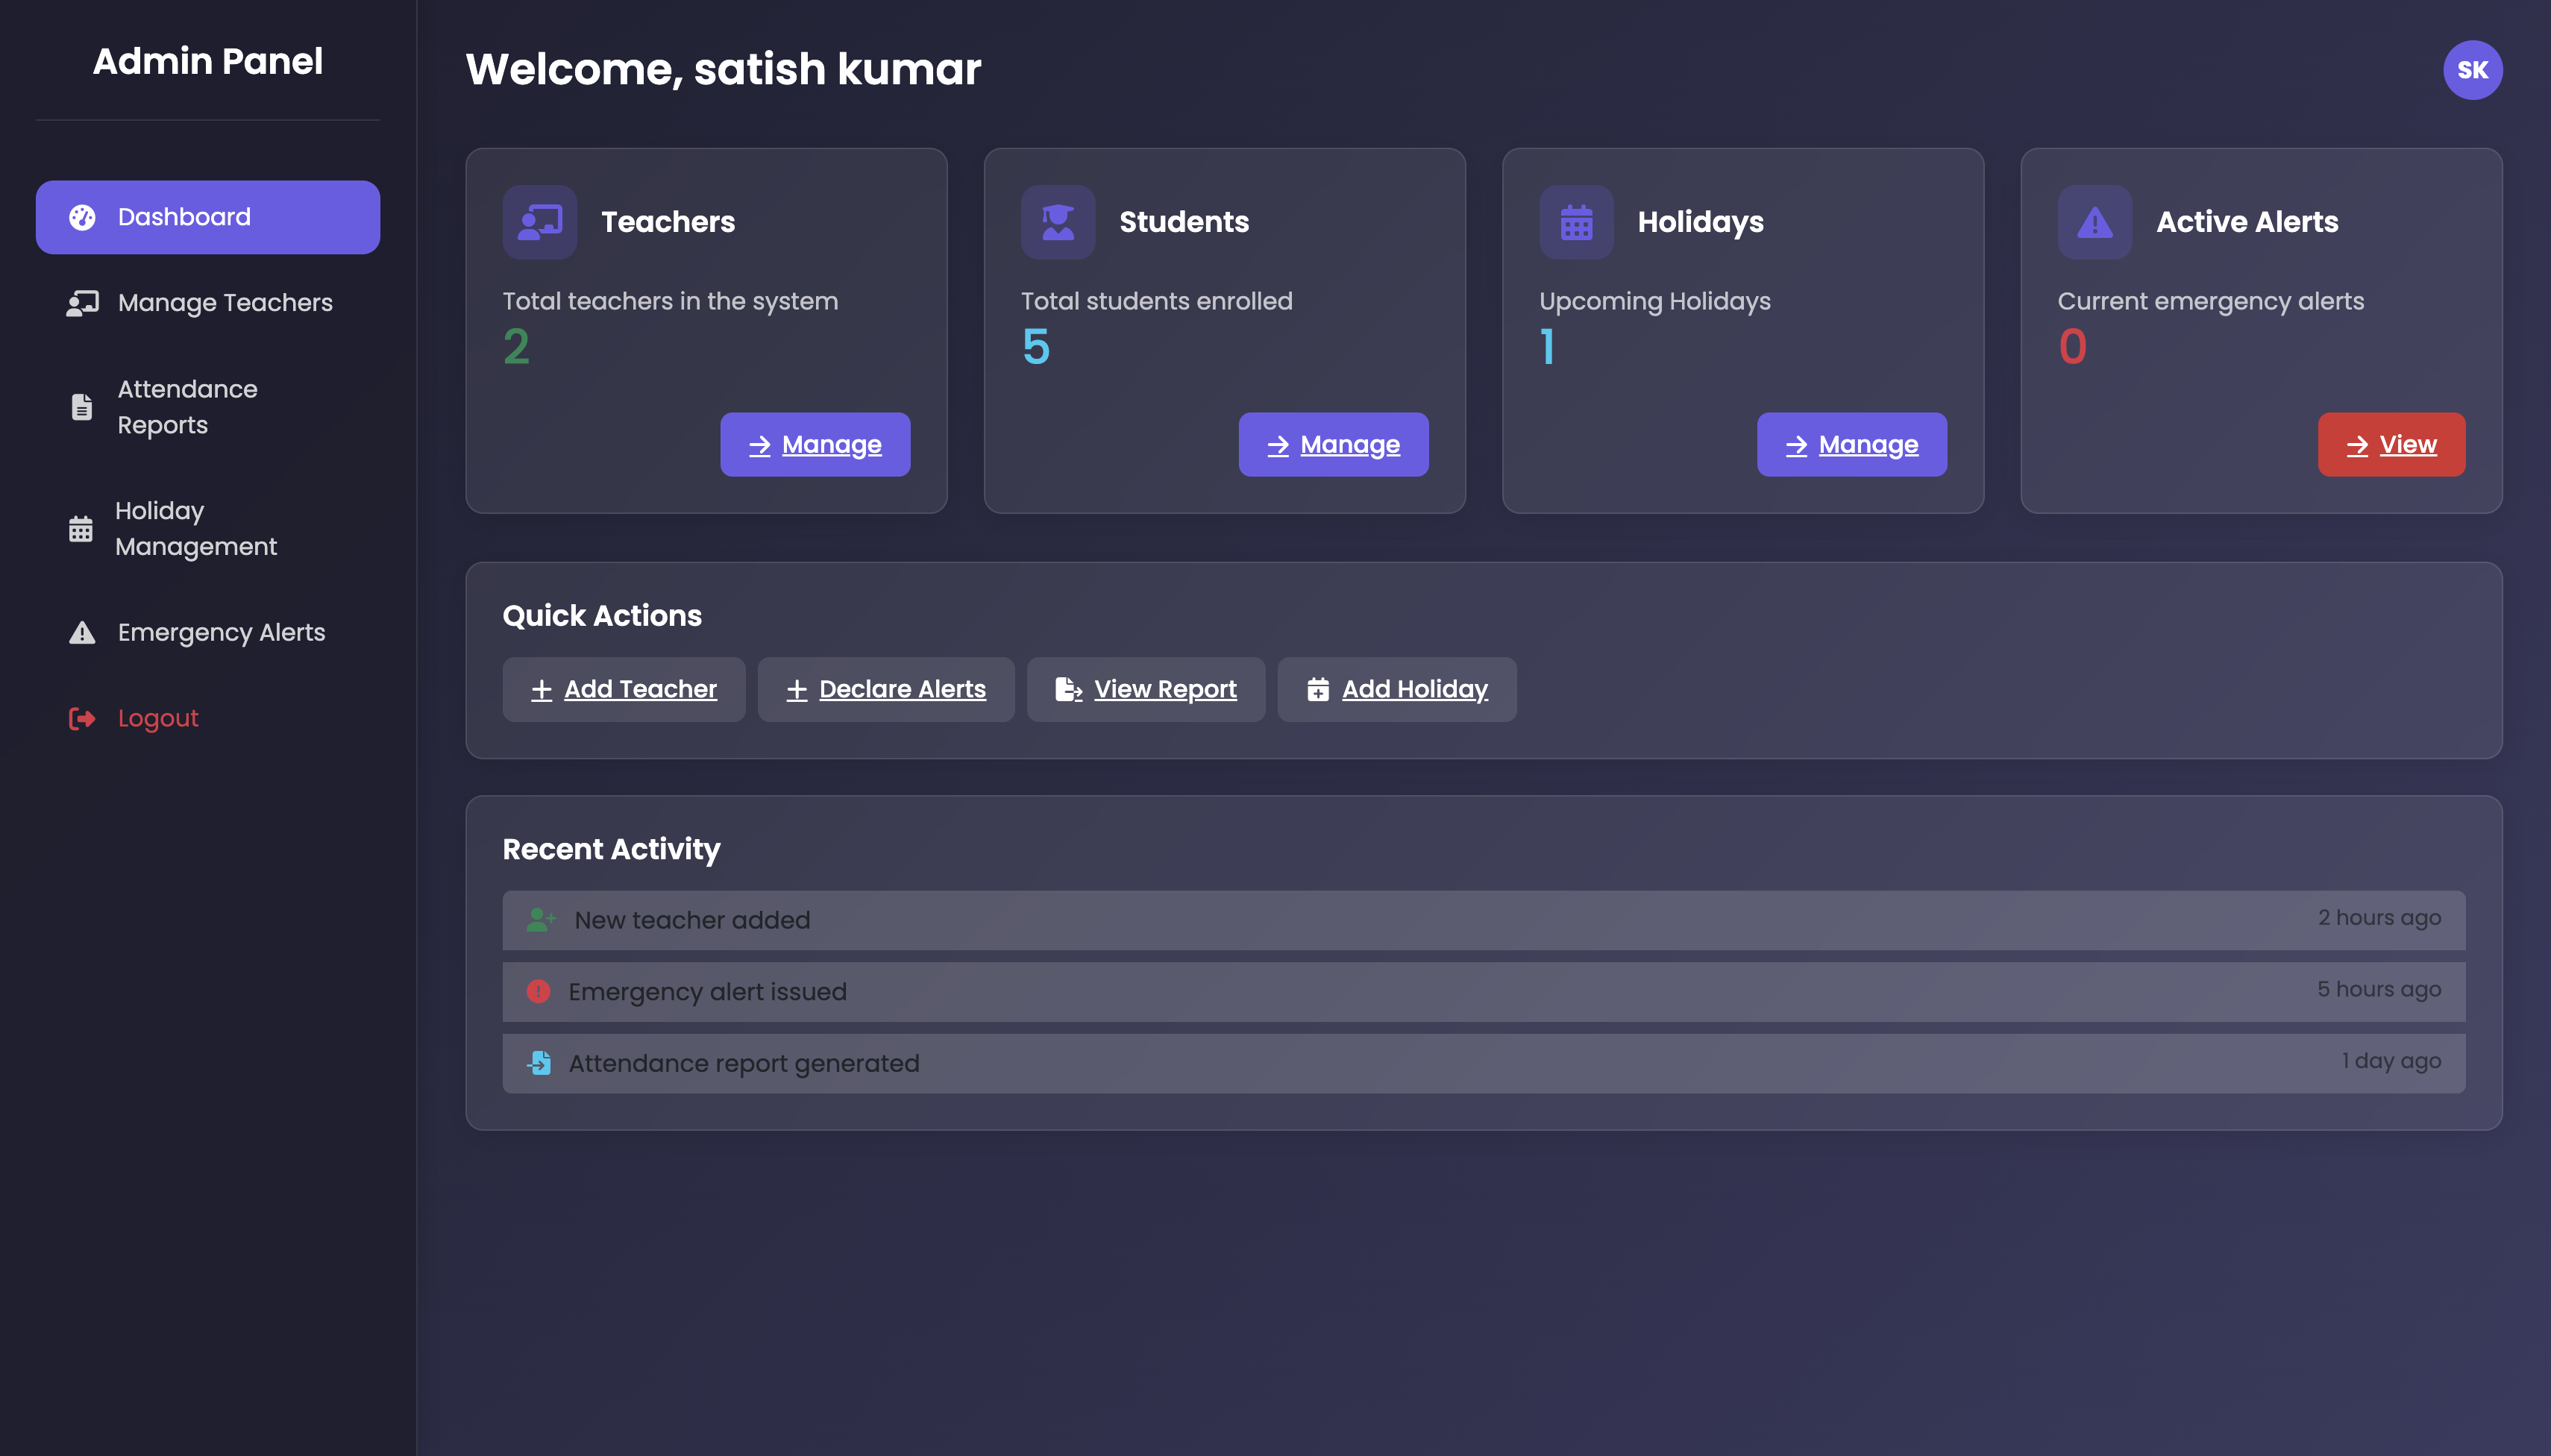 Admin Panel
Dashboard
Manage Teachers
Attendance
Reports
Holiday
Management
Emergency Alerts
Logout
Welcome, satish kumar
SK
Teachers
Total teachers in the system
2
Manage
Students
Total students enrolled
5
Manage
Holidays
Upcoming Holidays
1
Manage
Active Alerts
Current emergency alerts
0
View
Quick Actions
Add Teacher
Declare Alerts
View Report
Add Holiday
Recent Activity
New teacher added
2 hours ago
Emergency alert issued
5 hours ago
Attendance report generated
1 day ago